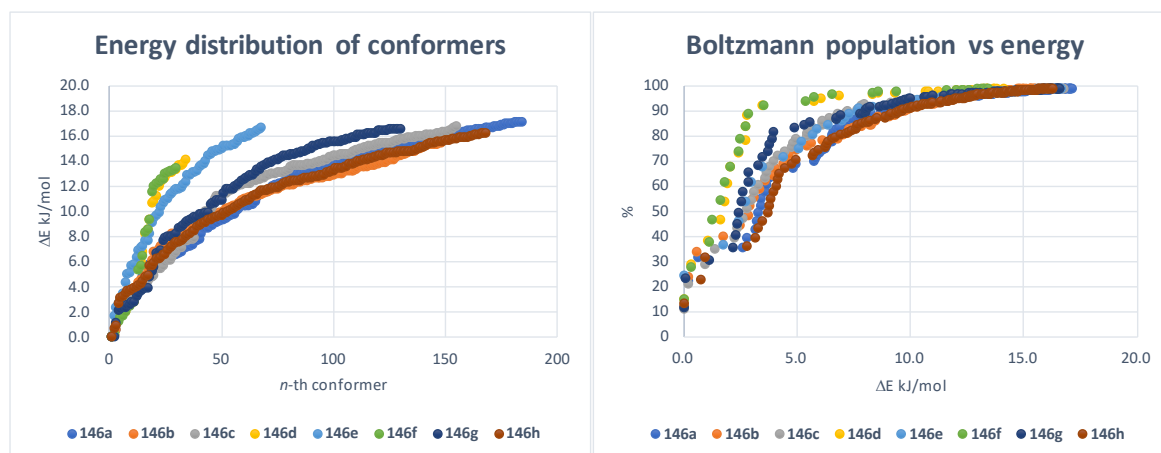 Energy distribution of conformers
ΔE kJ/mol
20.0
18.0
16.0
14.0
12.0
10.0
8.0
6.0
4.0
2.0
0.0
0 50 100 150 200
n-th conformer
146a 146b 146c 146d 146e 146f 146g 146h
Boltzmann population vs energy
%
100
90
80
70
60
50
40
30
20
10
0
0.0 5.0 10.0 15.0 20.0
ΔE kJ/mol
146a 146b 146c 146d 146e 146f 146g 146h